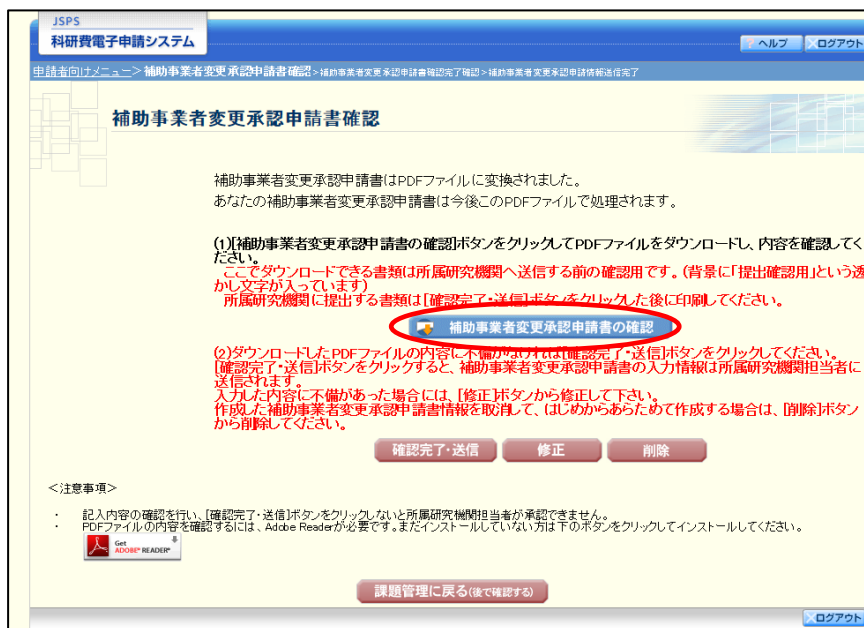 JSPS
科研費電子申請システム
ヘルプ
ログアウト
申請者向けメニュー>補助事業者変更承認申請書確認>補助事業者変更承認申請書確認完了確認>補助事業者変更承認申請情報送信完了
補助事業者変更承認申請書確認
補助事業者変更承認申請書はPDFファイルに変換されました。
あなたの補助事業者変更承認申請書は今後このPDFファイルで処理されます。
(1)[補助事業者変更承認申請書の確認]ボタンをクリックしてPDFファイルをダウンロードし、内容を確認してく
ださい。
ここでダウンロードできる書類は所属研究機関へ送信する前の確認用です。(背景に「提出確認用」という透
かし文字が入っています)
所属研究機関に提出する書類は[確認完了・送信]ボタンをクリックした後に印刷してください。
補助事業者変更承認申請書の確認
(2)ダウンロードしたPDFファイルの内容に不備がなければ[確認完了・送信]ボタンをクリックしてください。
[確認完了・送信]ボタンをクリックすると、補助事業者変更承認申請書の入力情報は所属研究機関担当者に
送信されます。
入力した内容に不備があった場合には、[修正]ボタンから修正して下さい。
作成した補助事業者変更承認申請書情報を取消して、はじめからあらためて作成する場合は、[削除]ボタン
から削除してください。
確認完了・送信
修正
削除
<注意事項>
・ 記入内容の確認を行い、[確認完了・送信]ボタンをクリックしないと所属研究機関担当者が承認できません。
・ PDFファイルの内容を確認するには、Adobe Readerが必要です。まだインストールしていない方は下のボタンをクリックしてインストールしてください。
Get
ADOBE® READER®
課題管理に戻る(後で確認する)
ログアウト